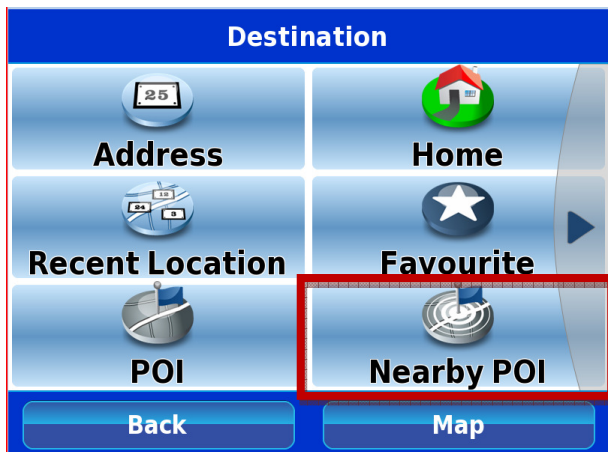 Destination
25
Address
Home
12
24
3
Recent Location
Favourite
POI
Nearby POI
Back
Map